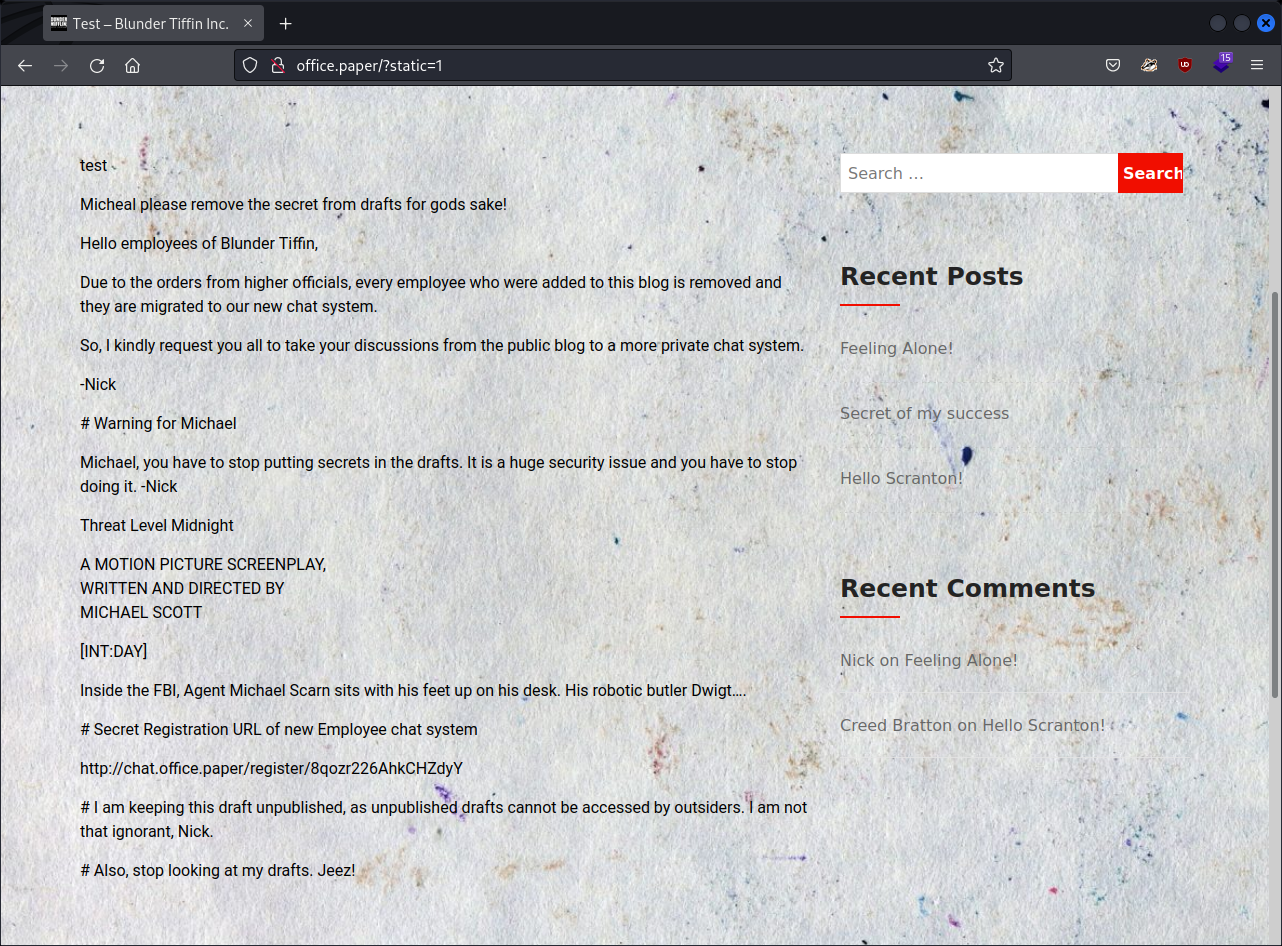 Test – Blunder Tiffin Inc.
office.paper/?static=1
15
test
Micheal please remove the secret from drafts for gods sake!
Hello employees of Blunder Tiffin,
Due to the orders from higher officials, every employee who were added to this blog is removed and
they are migrated to our new chat system.
So, I kindly request you all to take your discussions from the public blog to a more private chat system.
-Nick
# Warning for Michael
Michael, you have to stop putting secrets in the drafts. It is a huge security issue and you have to stop
doing it. -Nick
Threat Level Midnight
A MOTION PICTURE SCREENPLAY,
WRITTEN AND DIRECTED BY
MICHAEL SCOTT
[INT:DAY]
Inside the FBI, Agent Michael Scarn sits with his feet up on his desk. His robotic butler Dwigt….
# Secret Registration URL of new Employee chat system
http://chat.office.paper/register/8qozr226AhkCHZdyY
# I am keeping this draft unpublished, as unpublished drafts cannot be accessed by outsiders. I am not
that ignorant, Nick.
# Also, stop looking at my drafts. Jeez!
Search …
Search
Recent Posts
Feeling Alone!
Secret of my success
Hello Scranton!
Recent Comments
Nick on Feeling Alone!
Creed Bratton on Hello Scranton!